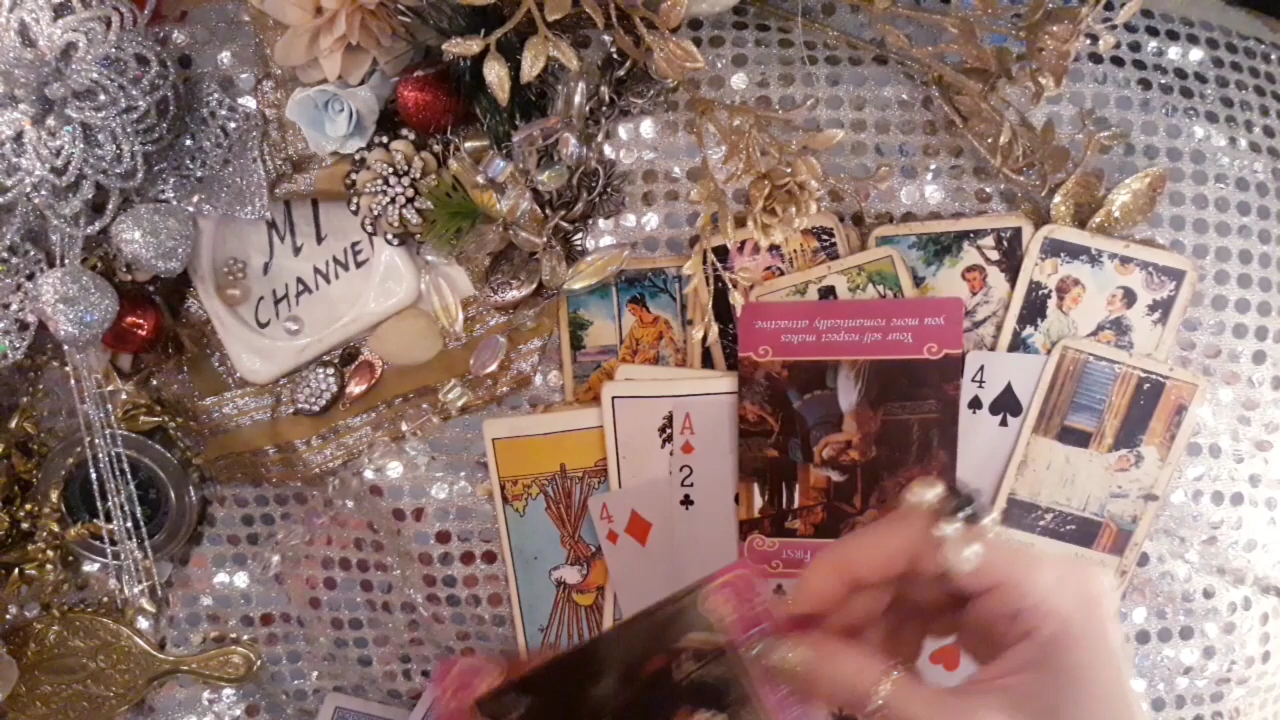 MI
CHANNEL
Your self-respect makes
you more romantically attractive.
A
2
4
4
FIRST